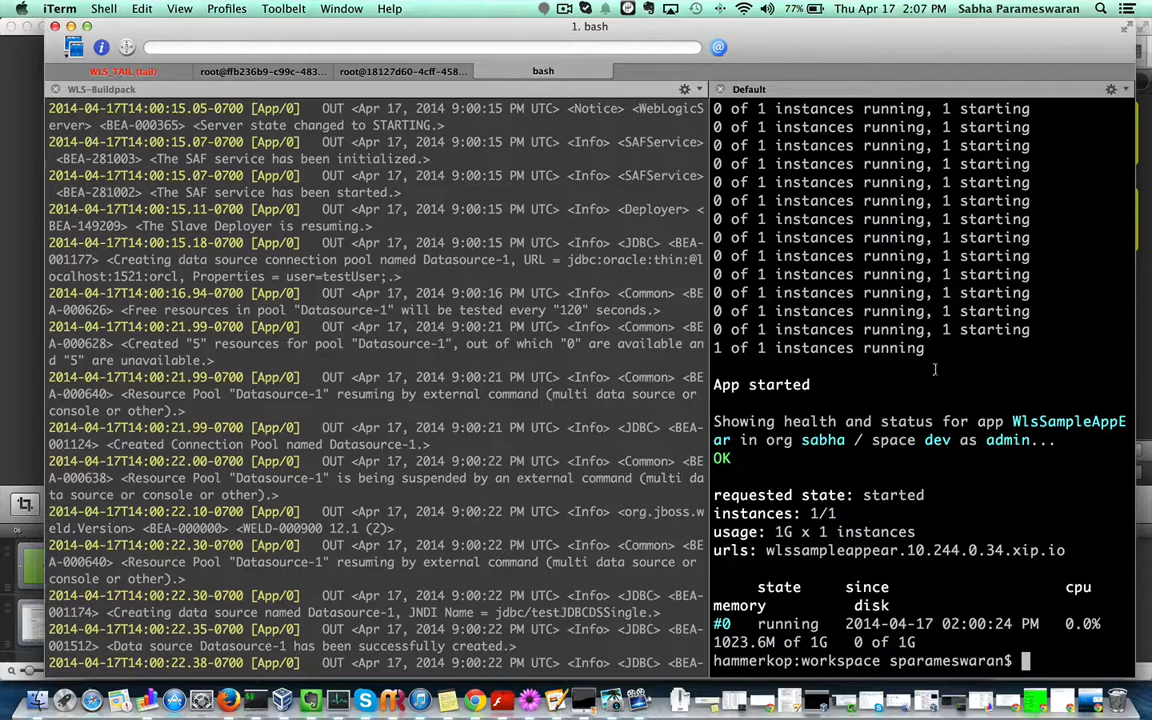 iTerm Shell Edit View Profiles Toolbelt Window Help 77% Thu Apr 17 2:07 PM Sabha Parameswaran
1. bash
WLS_TAIL (tail) root@ffb236b9-c99c-483... root@18127d60-4cff-458... bash
WLS-Buildpack
2014-04-17T14:00:15.05-0700 [App/0] OUT <Apr 17, 2014 9:00:15 PM UTC> <Notice> <WebLogicS
erver> <BEA-000365> <Server state changed to STARTING.>
2014-04-17T14:00:15.07-0700 [App/0] OUT <Apr 17, 2014 9:00:15 PM UTC> <Info> <SAFService>
<BEA-281003> <The SAF service has been initialized.>
2014-04-17T14:00:15.07-0700 [App/0] OUT <Apr 17, 2014 9:00:15 PM UTC> <Info> <SAFService>
<BEA-281002> <The SAF service has been started.>
2014-04-17T14:00:15.11-0700 [App/0] OUT <Apr 17, 2014 9:00:15 PM UTC> <Info> <Deployer> <
BEA-149209> <The Slave Deployer is resuming.>
2014-04-17T14:00:15.18-0700 [App/0] OUT <Apr 17, 2014 9:00:15 PM UTC> <Info> <JDBC> <BEA-
001177> <Creating data source connection pool named Datasource-1, URL = jdbc:oracle:thin:@l
ocalhost:1521:orcl, Properties = user=testUser;.>
2014-04-17T14:00:16.94-0700 [App/0] OUT <Apr 17, 2014 9:00:16 PM UTC> <Info> <Common> <BE
A-000626> <Free resources in pool "Datasource-1" will be tested every "120" seconds.>
2014-04-17T14:00:21.99-0700 [App/0] OUT <Apr 17, 2014 9:00:21 PM UTC> <Info> <Common> <BE
A-000628> <Created "5" resources for pool "Datasource-1", out of which "0" are available an
d "5" are unavailable.>
2014-04-17T14:00:21.99-0700 [App/0] OUT <Apr 17, 2014 9:00:21 PM UTC> <Info> <Common> <BE
A-000640> <Resource Pool "Datasource-1" resuming by external command (multi data source or
console or other).>
2014-04-17T14:00:21.99-0700 [App/0] OUT <Apr 17, 2014 9:00:21 PM UTC> <Info> <JDBC> <BEA-
001124> <Created Connection Pool named Datasource-1.>
2014-04-17T14:00:22.00-0700 [App/0] OUT <Apr 17, 2014 9:00:22 PM UTC> <Info> <Common> <BE
A-000638> <Resource Pool "Datasource-1" is being suspended by an external command (multi da
ta source or console or other).>
2014-04-17T14:00:22.10-0700 [App/0] OUT <Apr 17, 2014 9:00:22 PM UTC> <Info> <org.jboss.w
eld.Version> <BEA-000000> <WELD-000900 12.1 (2)>
2014-04-17T14:00:22.30-0700 [App/0] OUT <Apr 17, 2014 9:00:22 PM UTC> <Info> <Common> <BE
A-000640> <Resource Pool "Datasource-1" resuming by external command (multi data source or
console or other).>
2014-04-17T14:00:22.30-0700 [App/0] OUT <Apr 17, 2014 9:00:22 PM UTC> <Info> <JDBC> <BEA-
001174> <Creating data source named Datasource-1, JNDI Name = jdbc/testJDBCDSSingle.>
2014-04-17T14:00:22.35-0700 [App/0] OUT <Apr 17, 2014 9:00:22 PM UTC> <Info> <JDBC> <BEA-
001512> <Data source Datasource-1 has been successfully created.>
2014-04-17T14:00:22.38-0700 [App/0] OUT <Apr 17, 2014 9:00:22 PM UTC> <Info> <JDBC> <BEA-
Default
0 of 1 instances running, 1 starting
0 of 1 instances running, 1 starting
0 of 1 instances running, 1 starting
0 of 1 instances running, 1 starting
0 of 1 instances running, 1 starting
0 of 1 instances running, 1 starting
0 of 1 instances running, 1 starting
0 of 1 instances running, 1 starting
0 of 1 instances running, 1 starting
0 of 1 instances running, 1 starting
0 of 1 instances running, 1 starting
0 of 1 instances running, 1 starting
0 of 1 instances running, 1 starting
1 of 1 instances running
App started
Showing health and status for app WlsSampleAppE
ar in org sabha / space dev as admin...
OK
requested state: started
instances: 1/1
usage: 1G x 1 instances
urls: wlssampleappear.10.244.0.34.xip.io
state since cpu
memory disk
#0 running 2014-04-17 02:00:24 PM 0.0%
1023.6M of 1G 0 of 1G
hammerkop:workspace sparameswaran$